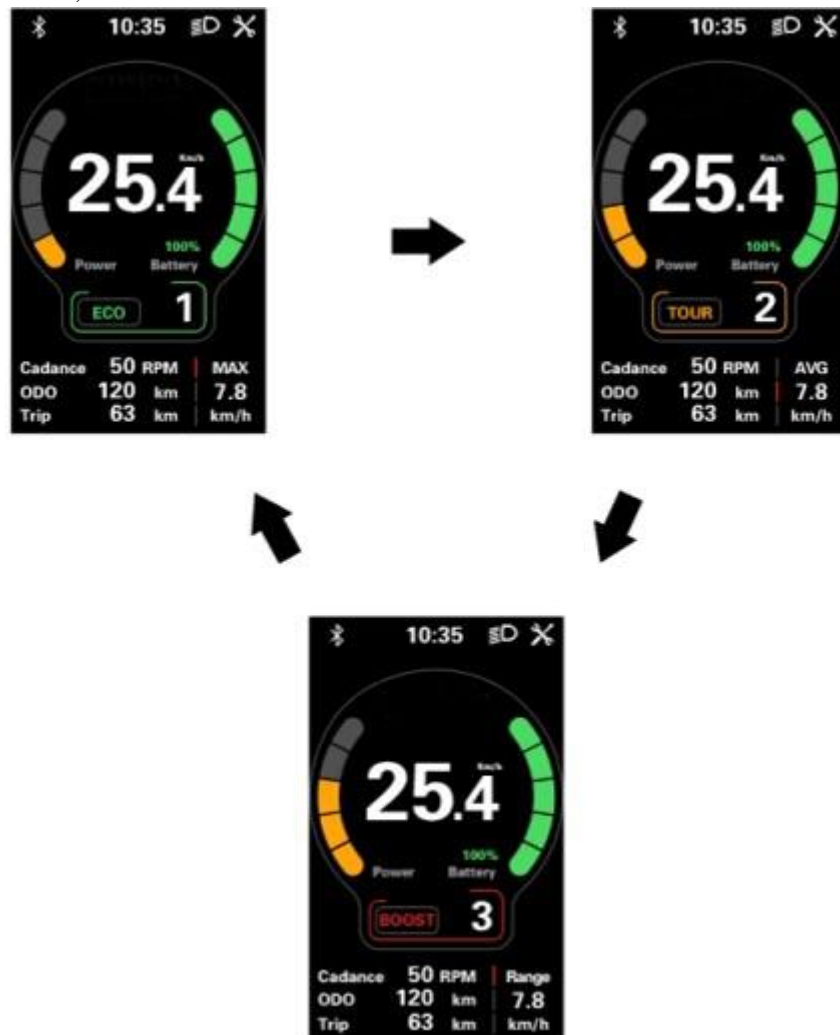 10:35
Km/h
25.4
100%
Power Battery
ECO 1
Cadance 50 RPM MAX
ODO 120 km 7.8
Trip 63 km km/h
10:35
Km/h
25.4
100%
Power Battery
TOUR 2
Cadance 50 RPM AVG
ODO 120 km 7.8
Trip 63 km km/h
10:35
Km/h
25.4
100%
Power Battery
BOOST 3
Cadance 50 RPM Range
ODO 120 km 7.8
Trip 63 km km/h